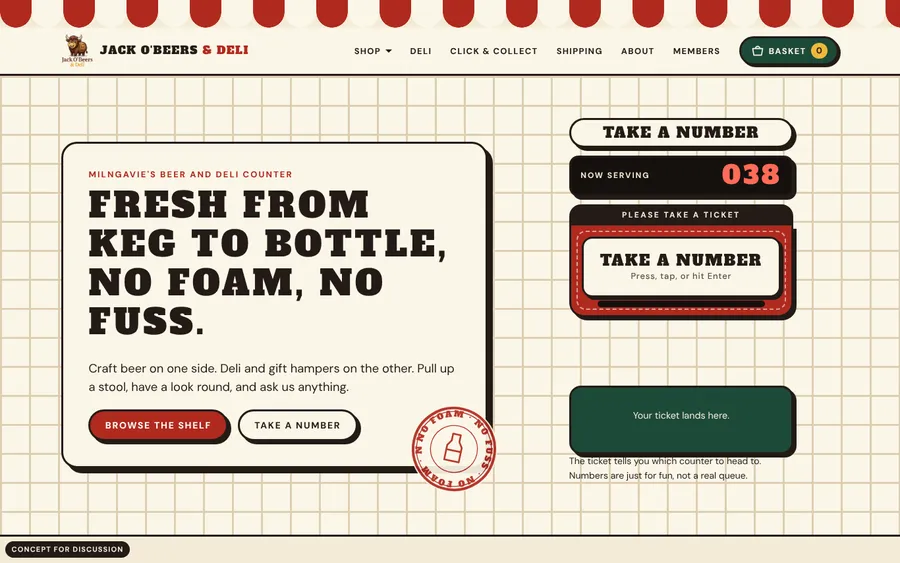 Jack O'Beers
& Deli
JACK O'BEERS & DELI
SHOP
DELI
CLICK & COLLECT
SHIPPING
ABOUT
MEMBERS
BASKET 0
MILNGAVIE'S BEER AND DELI COUNTER
FRESH FROM
KEG TO BOTTLE,
NO FOAM, NO
FUSS.
Craft beer on one side. Deli and gift hampers on the other. Pull up
a stool, have a look round, and ask us anything.
BROWSE THE SHELF
TAKE A NUMBER
NO FOAM · NO FUSS · NO FOAM · N
TAKE A NUMBER
NOW SERVING
038
PLEASE TAKE A TICKET
TAKE A NUMBER
Press, tap, or hit Enter
Your ticket lands here.
The ticket tells you which counter to head to.
Numbers are just for fun, not a real queue.
CONCEPT FOR DISCUSSION